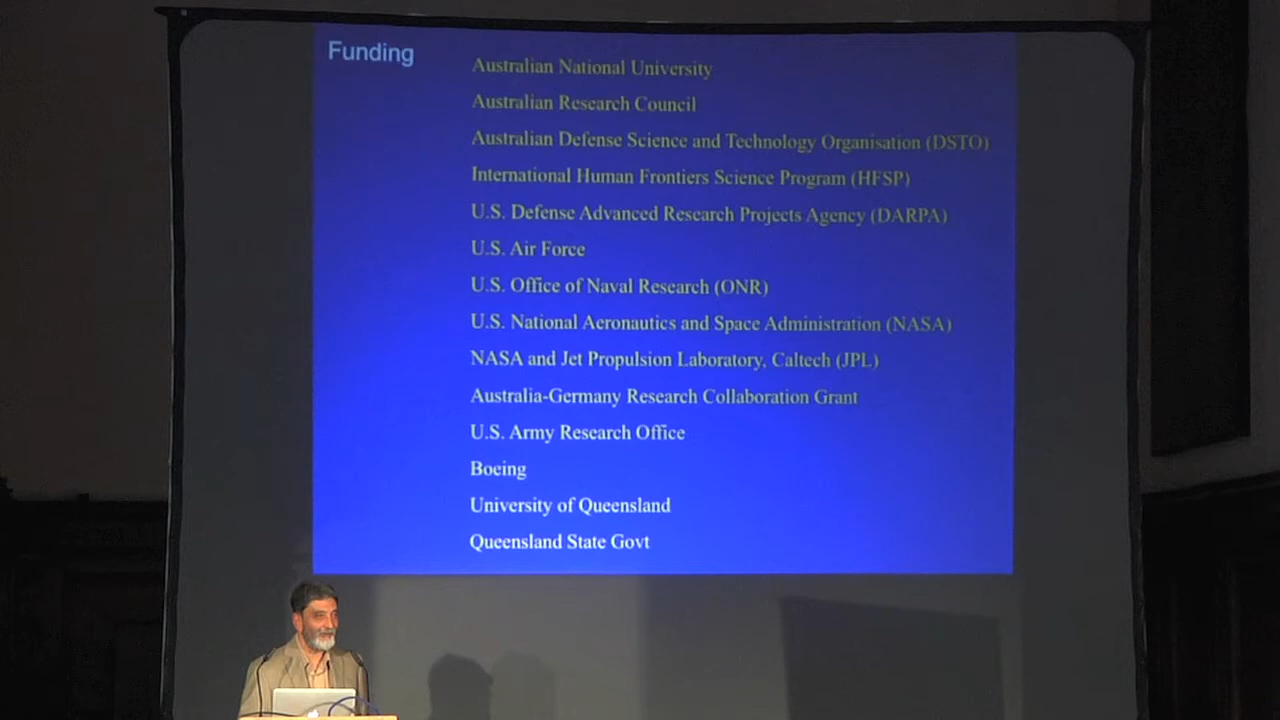 Funding
Australian National University
Australian Research Council
Australian Defense Science and Technology Organisation (DSTO)
International Human Frontiers Science Program (HFSP)
U.S. Defense Advanced Research Projects Agency (DARPA)
U.S. Air Force
U.S. Office of Naval Research (ONR)
U.S. National Aeronautics and Space Administration (NASA)
NASA and Jet Propulsion Laboratory, Caltech (JPL)
Australia-Germany Research Collaboration Grant
U.S. Army Research Office
Boeing
University of Queensland
Queensland State Govt